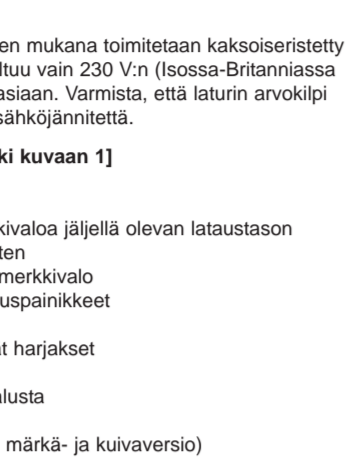 en mukana toimitetaan kaksoiseristetty
ltuu vain 230 V:n (Isossa-Britanniassa
asiaan. Varmista, että laturin arvokilpi
sähköjännitettä.
ki kuvaan 1]
kivaloa jäljellä olevan lataustason
ten
merkkivalo
uspainikkeet
at harjakset
alusta
märkä- ja kuivaversio)